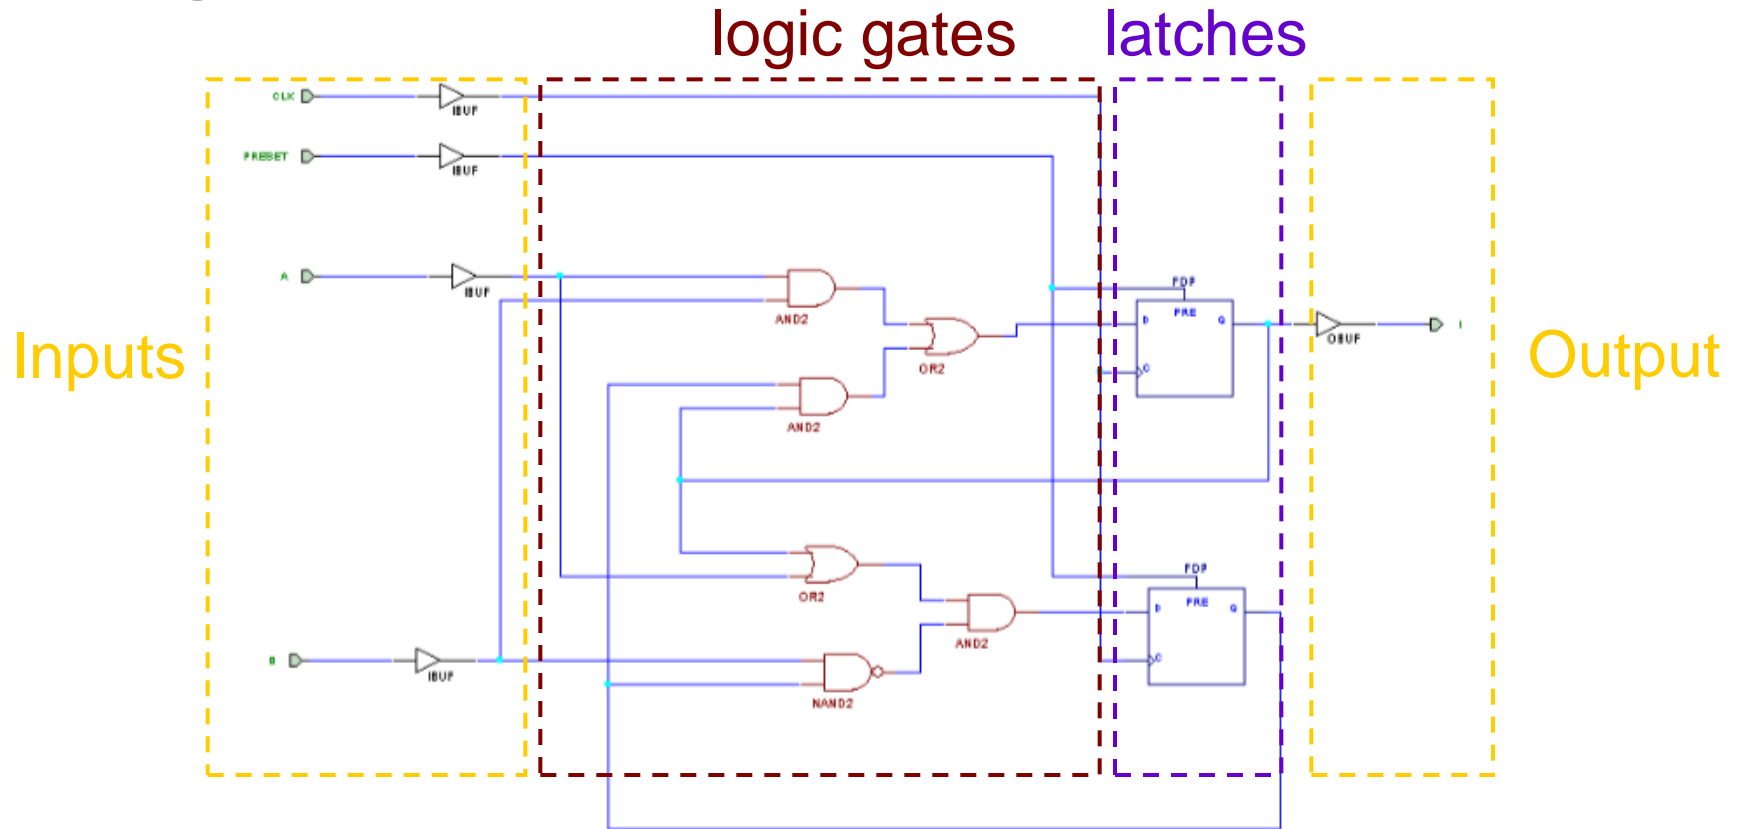 logic gates
latches
CLK
IBUF
PRESET
IBUF
A
IBUF
AND2
OR2
AND2
FDP
PRE
D
Q
C
OBUF
I
Inputs
Output
OR2
AND2
FDP
PRE
D
Q
C
B
IBUF
NAND2